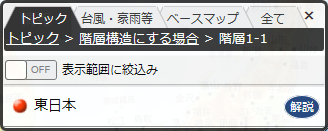 トピック 台風・豪雨等 ベースマップ 全て ×
トピック > 階層構造にする場合 > 階層1-1
OFF 表示範囲に絞込み
東日本 解説